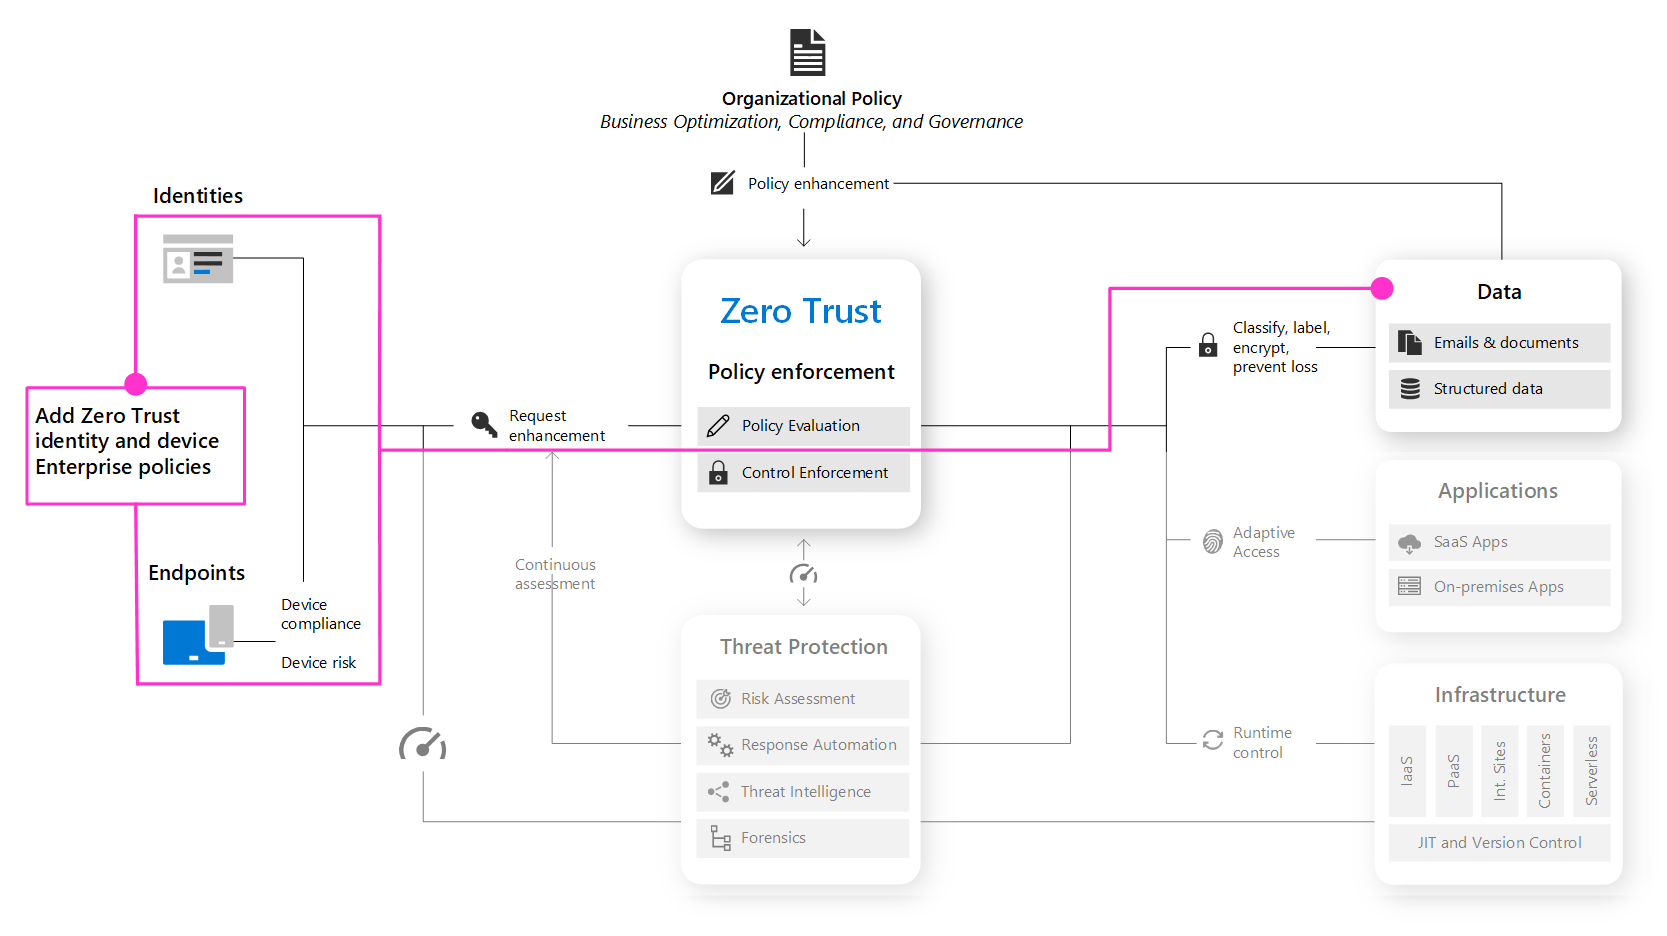 Organizational Policy
Business Optimization, Compliance, and Governance
Policy enhancement
Identities
Add Zero Trust
identity and device
Enterprise policies
Endpoints
Device
compliance
Device risk
Request
enhancement
Continuous
assessment
Zero Trust
Policy enforcement
Policy Evaluation
Control Enforcement
Threat Protection
Risk Assessment
Response Automation
Threat Intelligence
Forensics
Classify, label,
encrypt,
prevent loss
Adaptive
Access
Runtime
control
Data
Emails & documents
Structured data
Applications
SaaS Apps
On-premises Apps
Infrastructure
IaaS
PaaS
Int. Sites
Containers
Serverless
JIT and Version Control